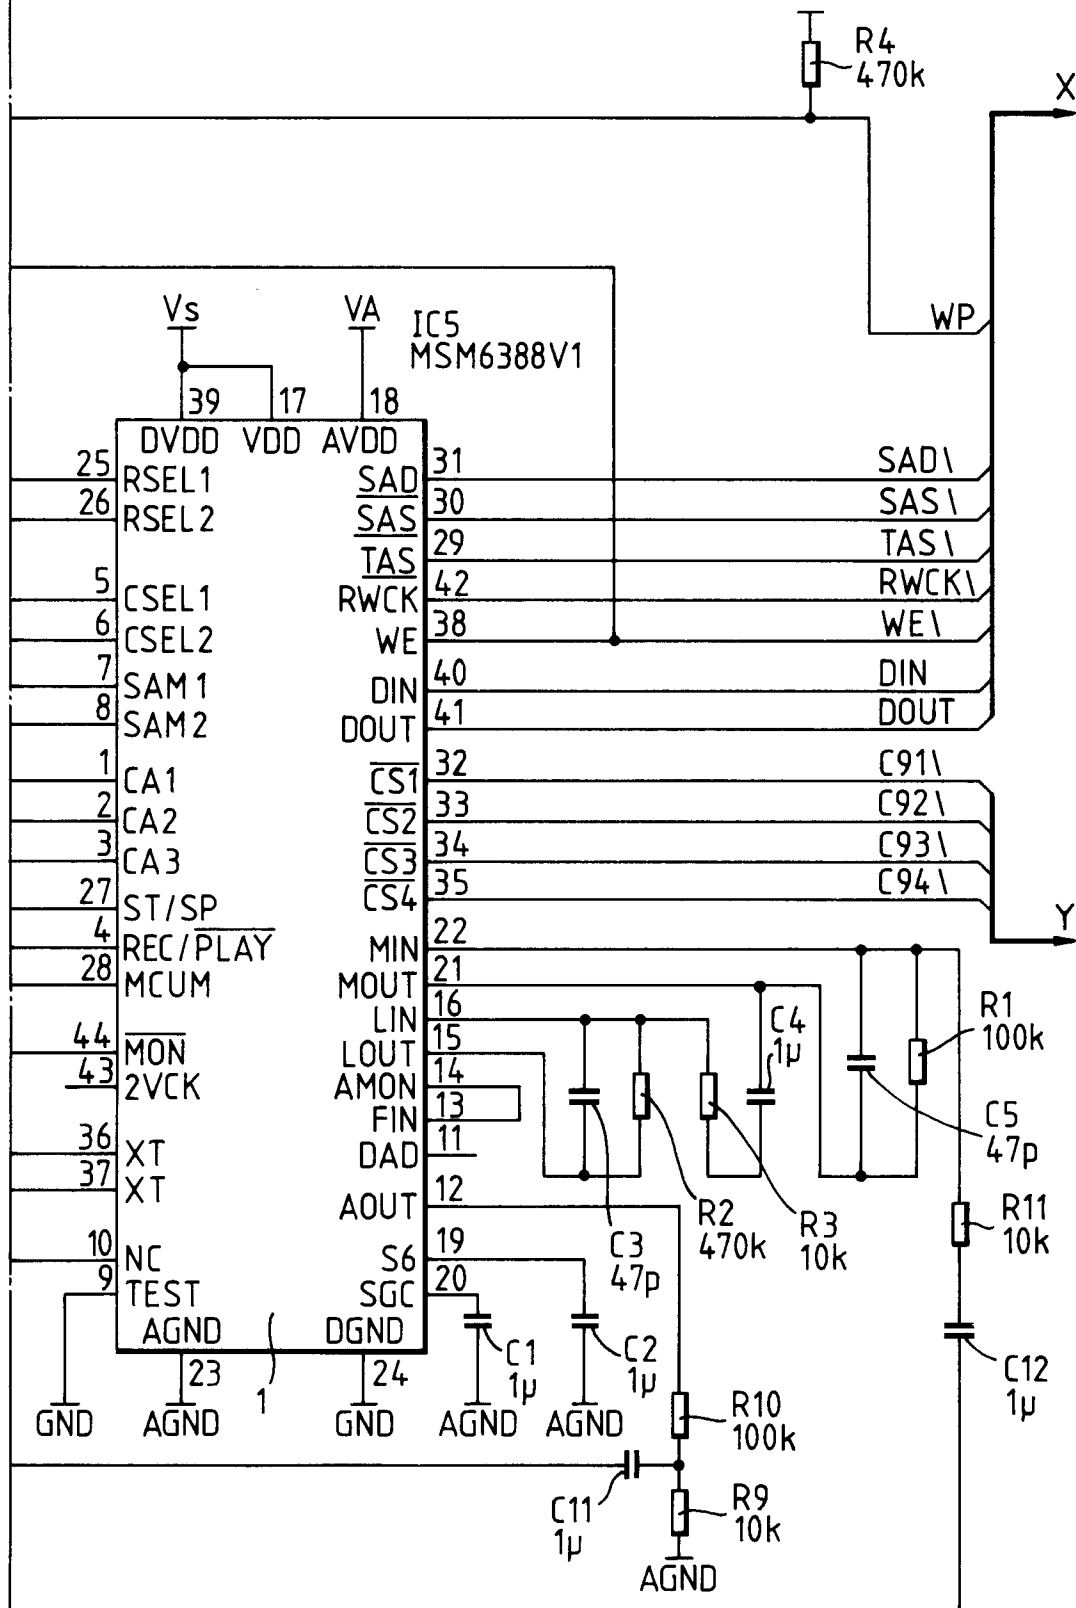 R4
470k
X
WP
Vs
VA
IC5
MSM6388V1
39
17
18
DVDD VDD AVDD
25 RSEL1
26 RSEL2
5 CSEL1
6 CSEL2
7 SAM1
8 SAM2
1 CA1
2 CA2
3 CA3
27 ST/SP
4 REC/PLAY
28 MCUM
44 MON
43 2VCK
36 XT
37 XT
10 NC
9 TEST
SAD 31 SAD\
SAS 30 SAS\
TAS 29 TAS\
RWCK 42 RWCK\
WE 38 WE\
DIN 40 DIN
DOUT 41 DOUT
CS1 32 C91\
CS2 33 C92\
CS3 34 C93\
CS4 35 C94\
Y
MIN 22
MOUT 21
LIN 16
LOUT 15
AMON 14
FIN 13
DAD 11
AOUT 12
S6 19
SGC 20
AGND DGND
23
24
1
GND
AGND
GND
AGND
AGND
C4
1µ
R1
100k
C5
47p
R2
470k
R3
10k
C3
47p
R11
10k
C1
1µ
C2
1µ
C12
1µ
R10
100k
C11
1µ
R9
10k
AGND